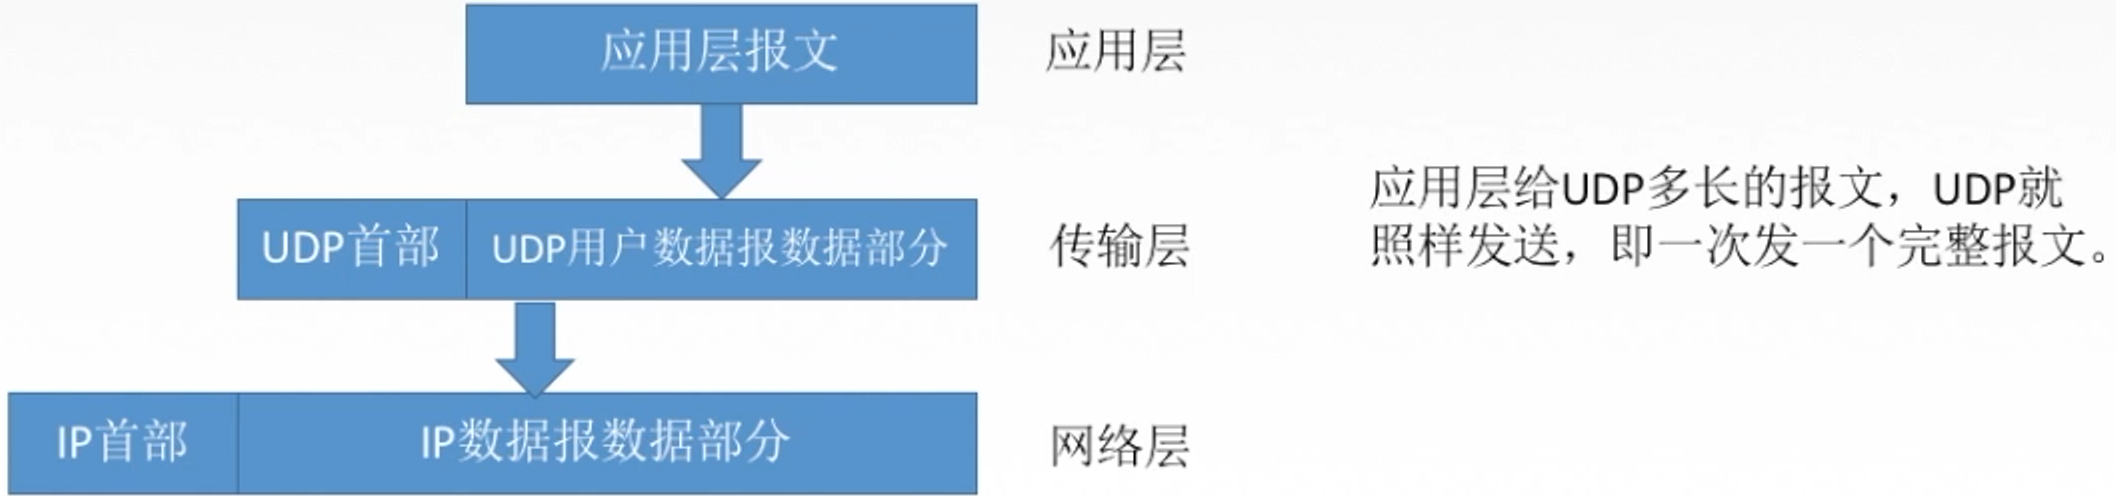 应用层报文
应用层
应用层给UDP多长的报文，UDP就
照样发送，即一次发一个完整报文。
UDP首部
UDP用户数据报数据部分
传输层
IP首部
IP数据报数据部分
网络层